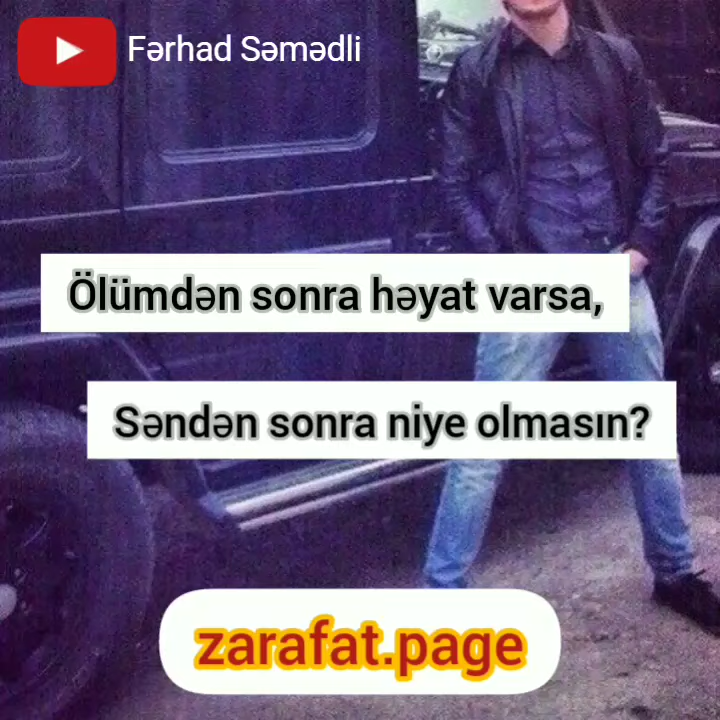 Fərhad Səmədli
Ölümdən sonra həyat varsa,
Səndən sonra niye olmasın?
zarafat.page